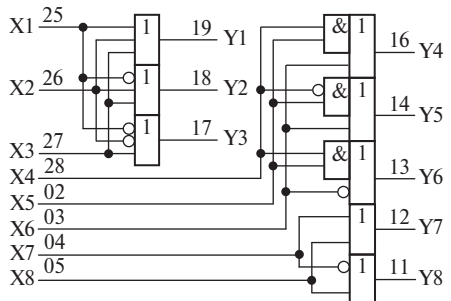 X1 25
X2 26
X3 27
X4 28
X5 02
X6 03
X7 04
X8 05
1 19 Y1
1 18 Y2
1 17 Y3
& 1 16 Y4
& 1 14 Y5
& 1 13 Y6
1 12 Y7
1 11 Y8